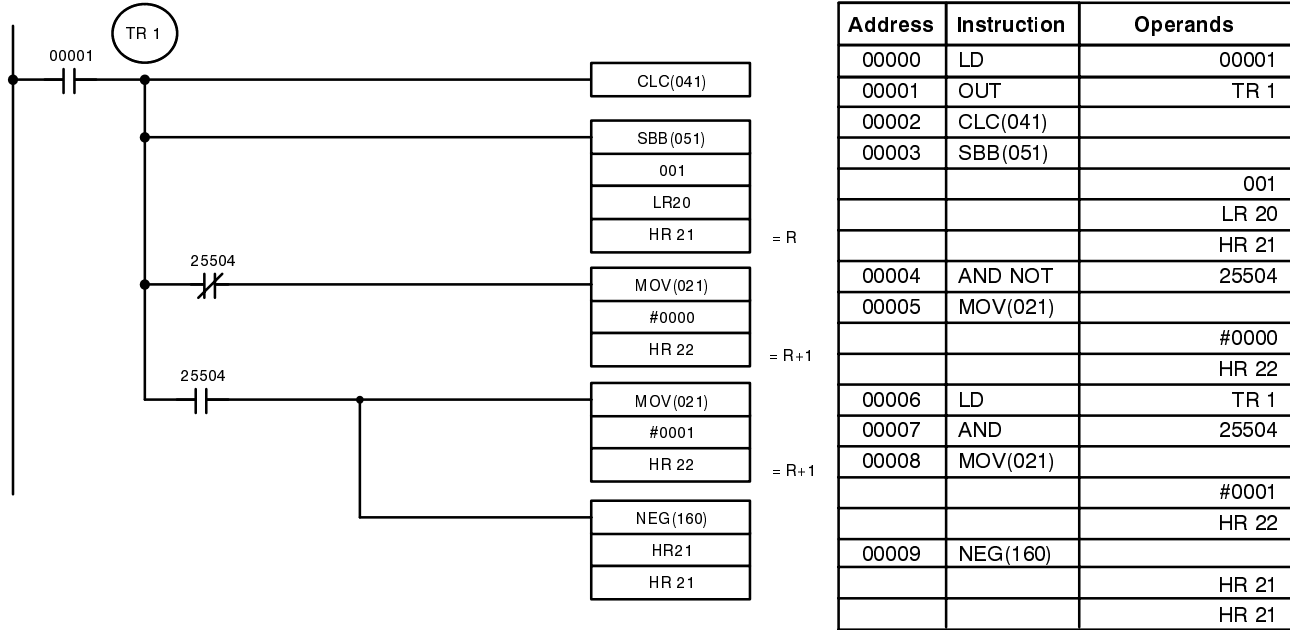 TR 1
00001
CLC(041)
SBB(051)
001
LR20
HR 21
= R
25504
MOV(021)
#0000
HR 22
= R+1
25504
MOV(021)
#0001
HR 22
= R+1
NEG(160)
HR21
HR 21
Address Instruction Operands
00000 LD 00001
00001 OUT TR 1
00002 CLC(041)
00003 SBB(051)
001
LR 20
HR 21
00004 AND NOT 25504
00005 MOV(021)
#0000
HR 22
00006 LD TR 1
00007 AND 25504
00008 MOV(021)
#0001
HR 22
00009 NEG(160)
HR 21
HR 21